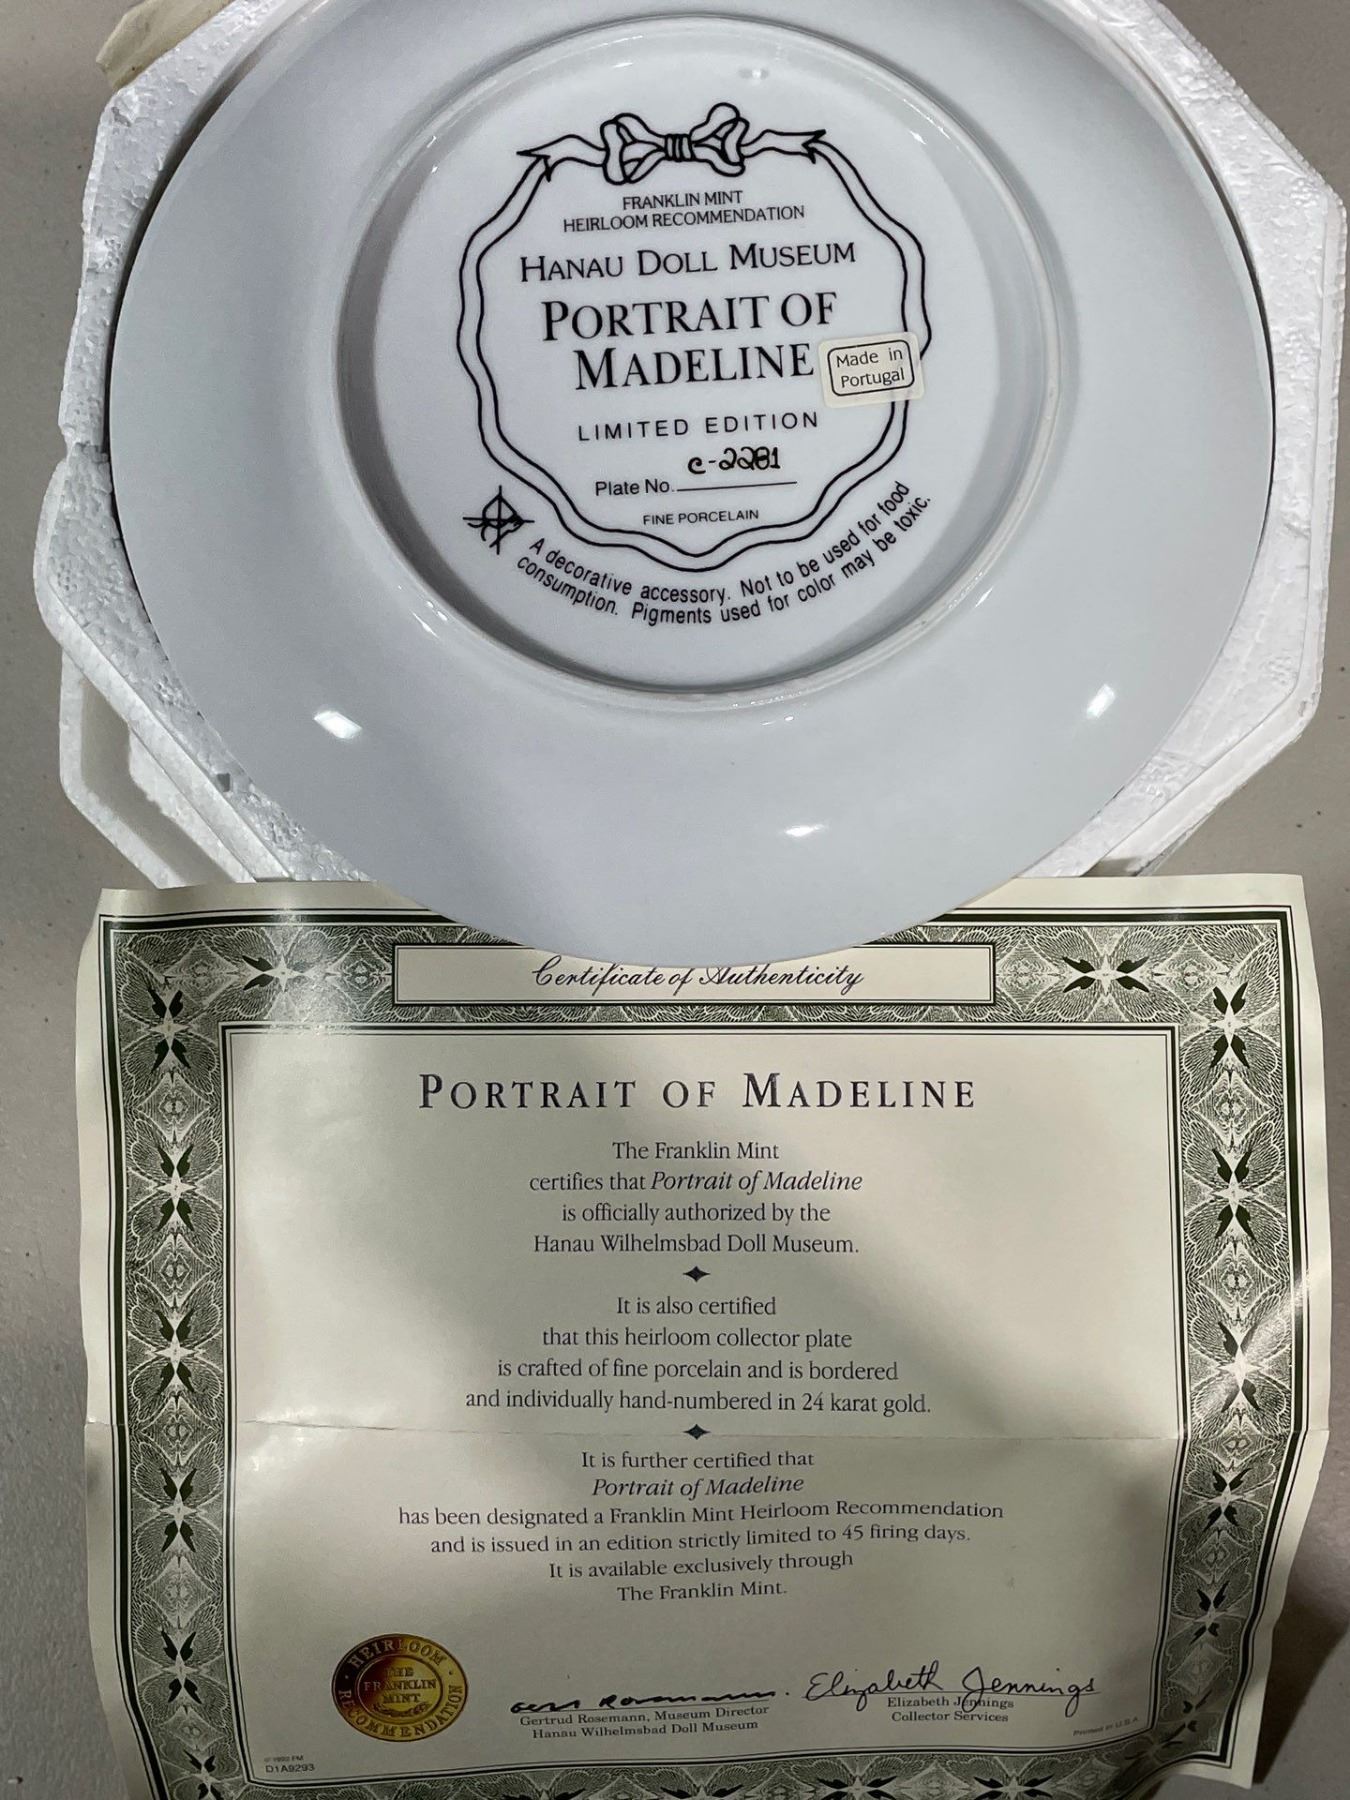 FRANKLIN MINT
HEIRLOOM RECOMMENDATION
HANAU DOLL MUSEUM
PORTRAIT OF
MADELINE
Made in
Portugal
LIMITED EDITION
Plate No. C-2281
FINE PORCELAIN
A decorative accessory. Not to be used for food
consumption. Pigments used for color may be toxic.
Certificate of Authenticity
PORTRAIT OF MADELINE
The Franklin Mint
certifies that Portrait of Madeline
is officially authorized by the
Hanau Wilhelmsbad Doll Museum.
It is also certified
that this heirloom collector plate
is crafted of fine porcelain and is bordered
and individually hand-numbered in 24 karat gold.
It is further certified that
Portrait of Madeline
has been designated a Franklin Mint Heirloom Recommendation
and is issued in an edition strictly limited to 45 firing days.
It is available exclusively through
The Franklin Mint.
HEIRLOOM
THE
FRANKLIN
MINT
RECOMMENDATION
Elizabeth Jennings
Gertrud Rosemann, Museum Director
Hanau Wilhelmsbad Doll Museum
Elizabeth Jennings
Collector Services
Printed in U.S.A.
FM
D1A9293